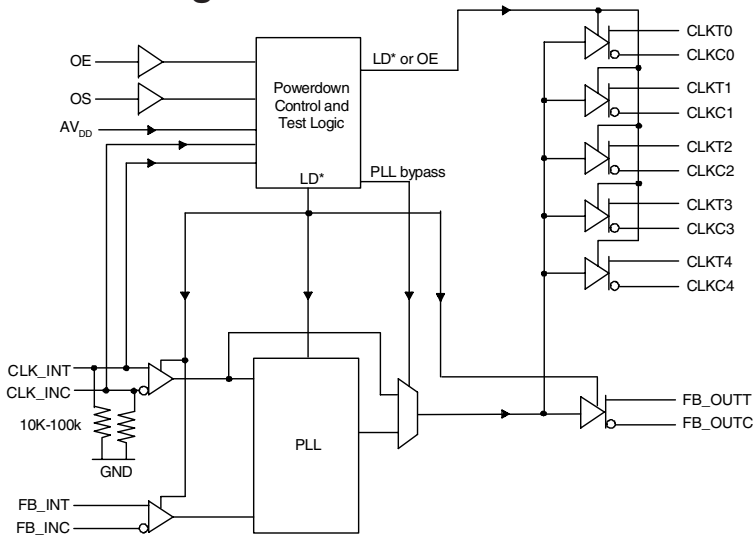 OE
OS
AV_DD
Powerdown
Control and
Test Logic
LD*
LD* or OE
PLL bypass
CLKT0
CLKC0
CLKT1
CLKC1
CLKT2
CLKC2
CLKT3
CLKC3
CLKT4
CLKC4
CLK_INT
CLK_INC
10K-100k
GND
PLL
FB_INT
FB_INC
FB_OUTT
FB_OUTC